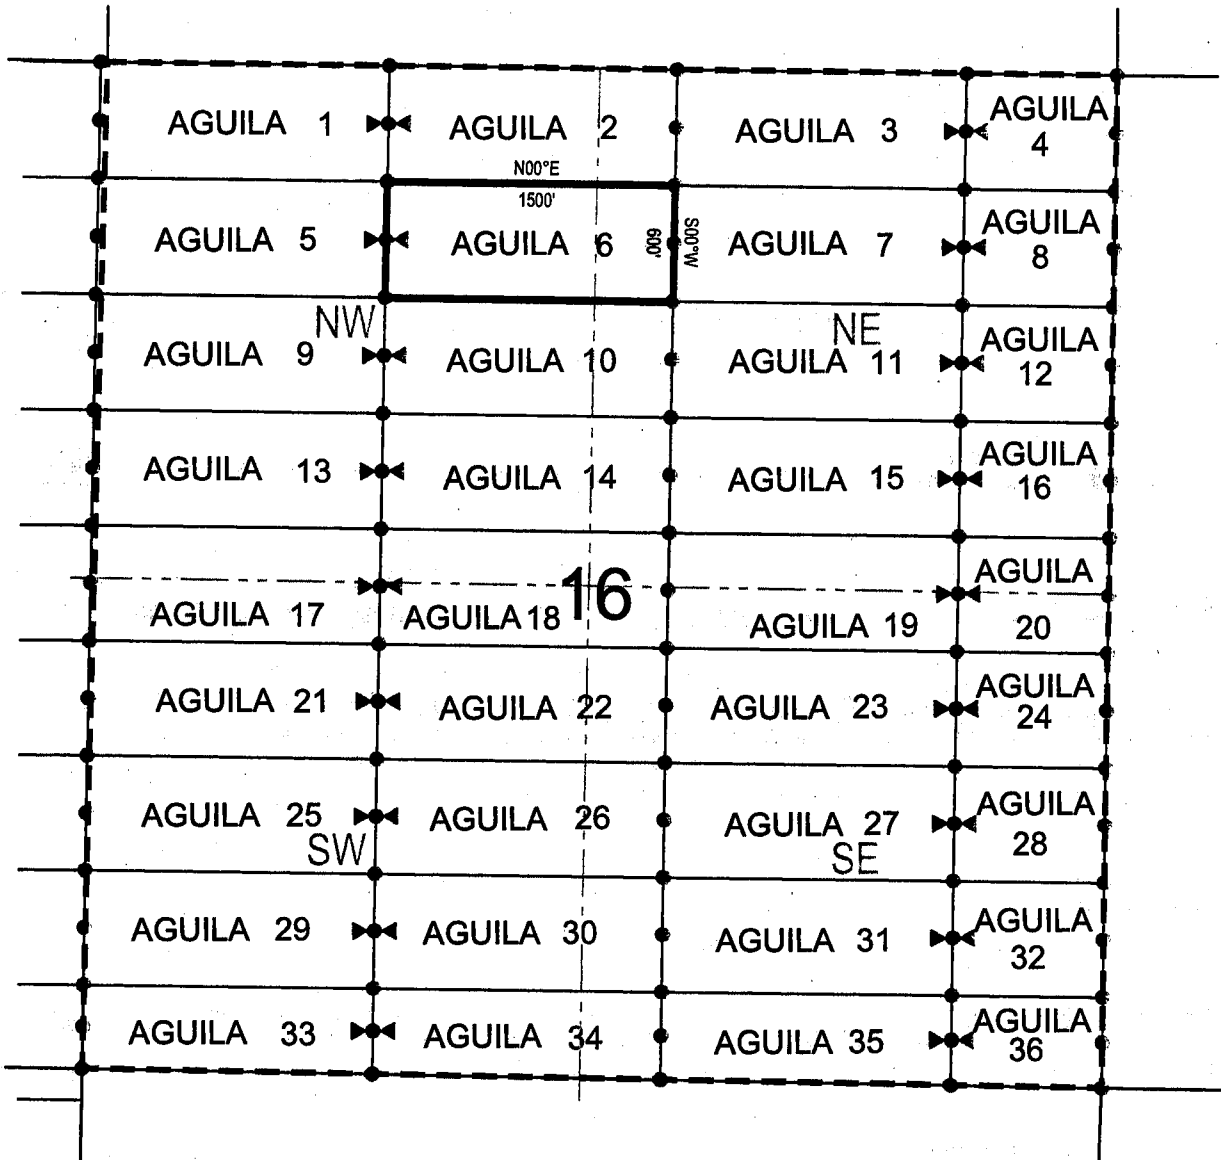 AGUILA 1
AGUILA 2
AGUILA 3
AGUILA
4
N00°E
1500'
AGUILA 5
AGUILA 6
600'
S00°W
AGUILA 7
AGUILA
8
NW
NE
AGUILA 9
AGUILA 10
AGUILA 11
AGUILA
12
AGUILA 13
AGUILA 14
AGUILA 15
AGUILA
16
16
AGUILA 17
AGUILA 18
AGUILA 19
AGUILA
20
AGUILA 21
AGUILA 22
AGUILA 23
AGUILA
24
AGUILA 25
AGUILA 26
AGUILA 27
AGUILA
28
SW
SE
AGUILA 29
AGUILA 30
AGUILA 31
AGUILA
32
AGUILA 33
AGUILA 34
AGUILA 35
AGUILA
36